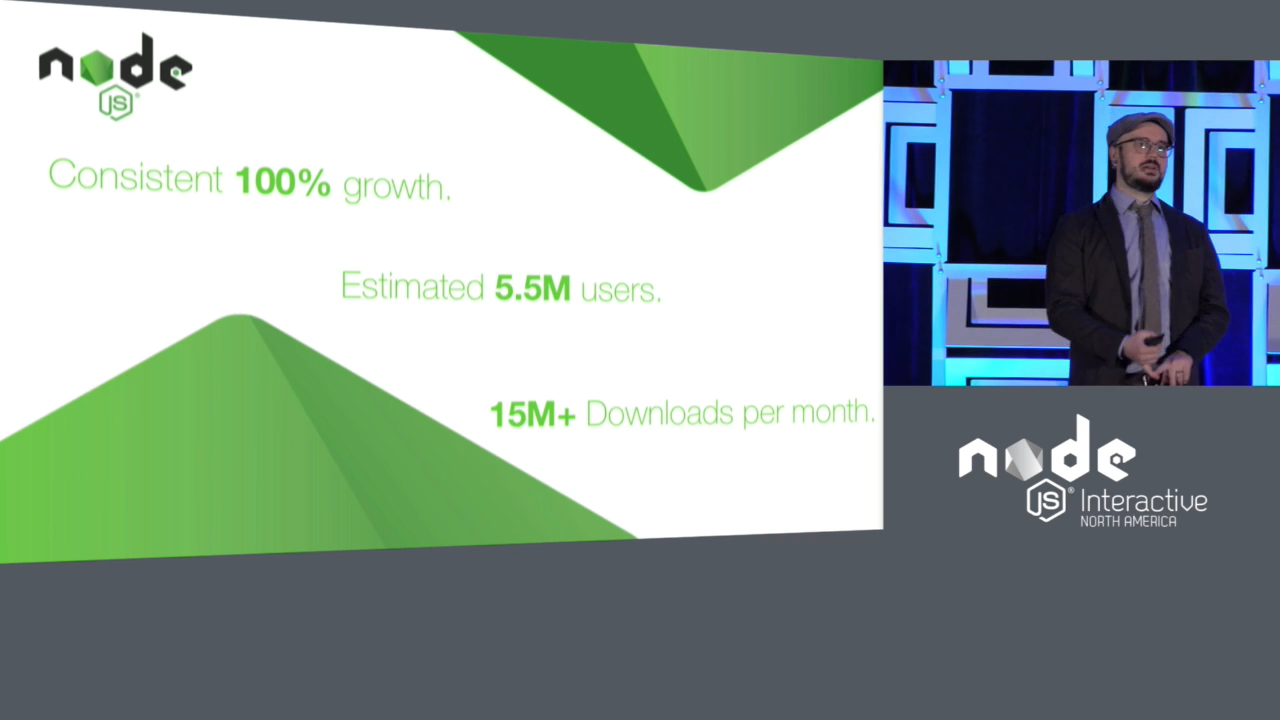 node
JS®
Consistent 100% growth.
Estimated 5.5M users.
15M+ Downloads per month.
node
JS® Interactive
NORTH AMERICA